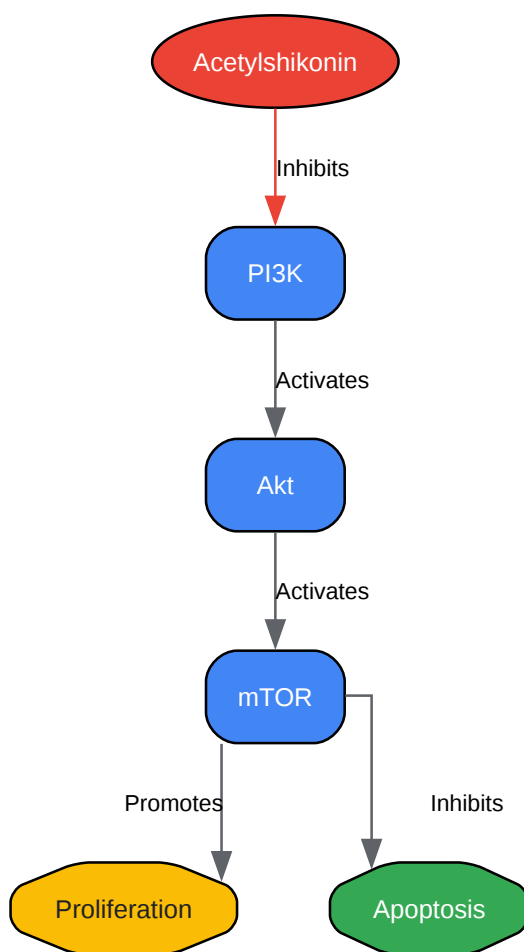 Acetylshikonin
Inhibits
PI3K
Activates
Akt
Activates
mTOR
Promotes
Inhibits
Proliferation
Apoptosis